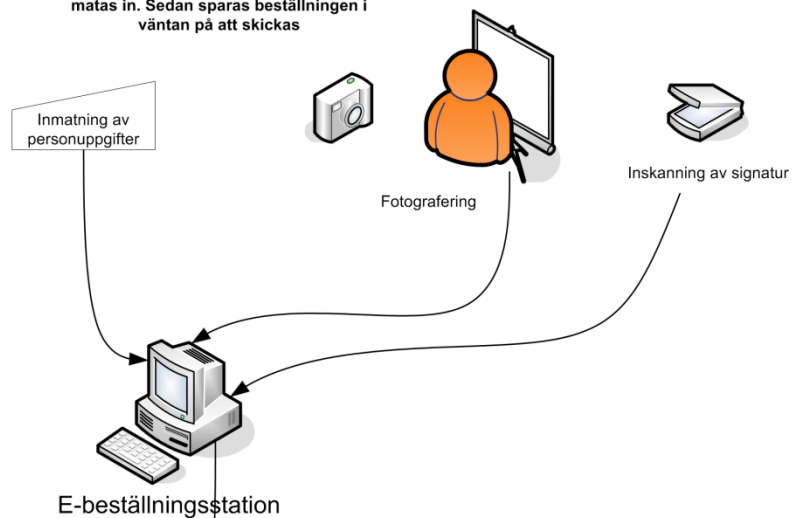 matas in. Sedan sparas beställningen i
väntan på att skickas
Inmatning av
personuppgifter
Inskanning av signatur
Fotografering
E-beställningsstation